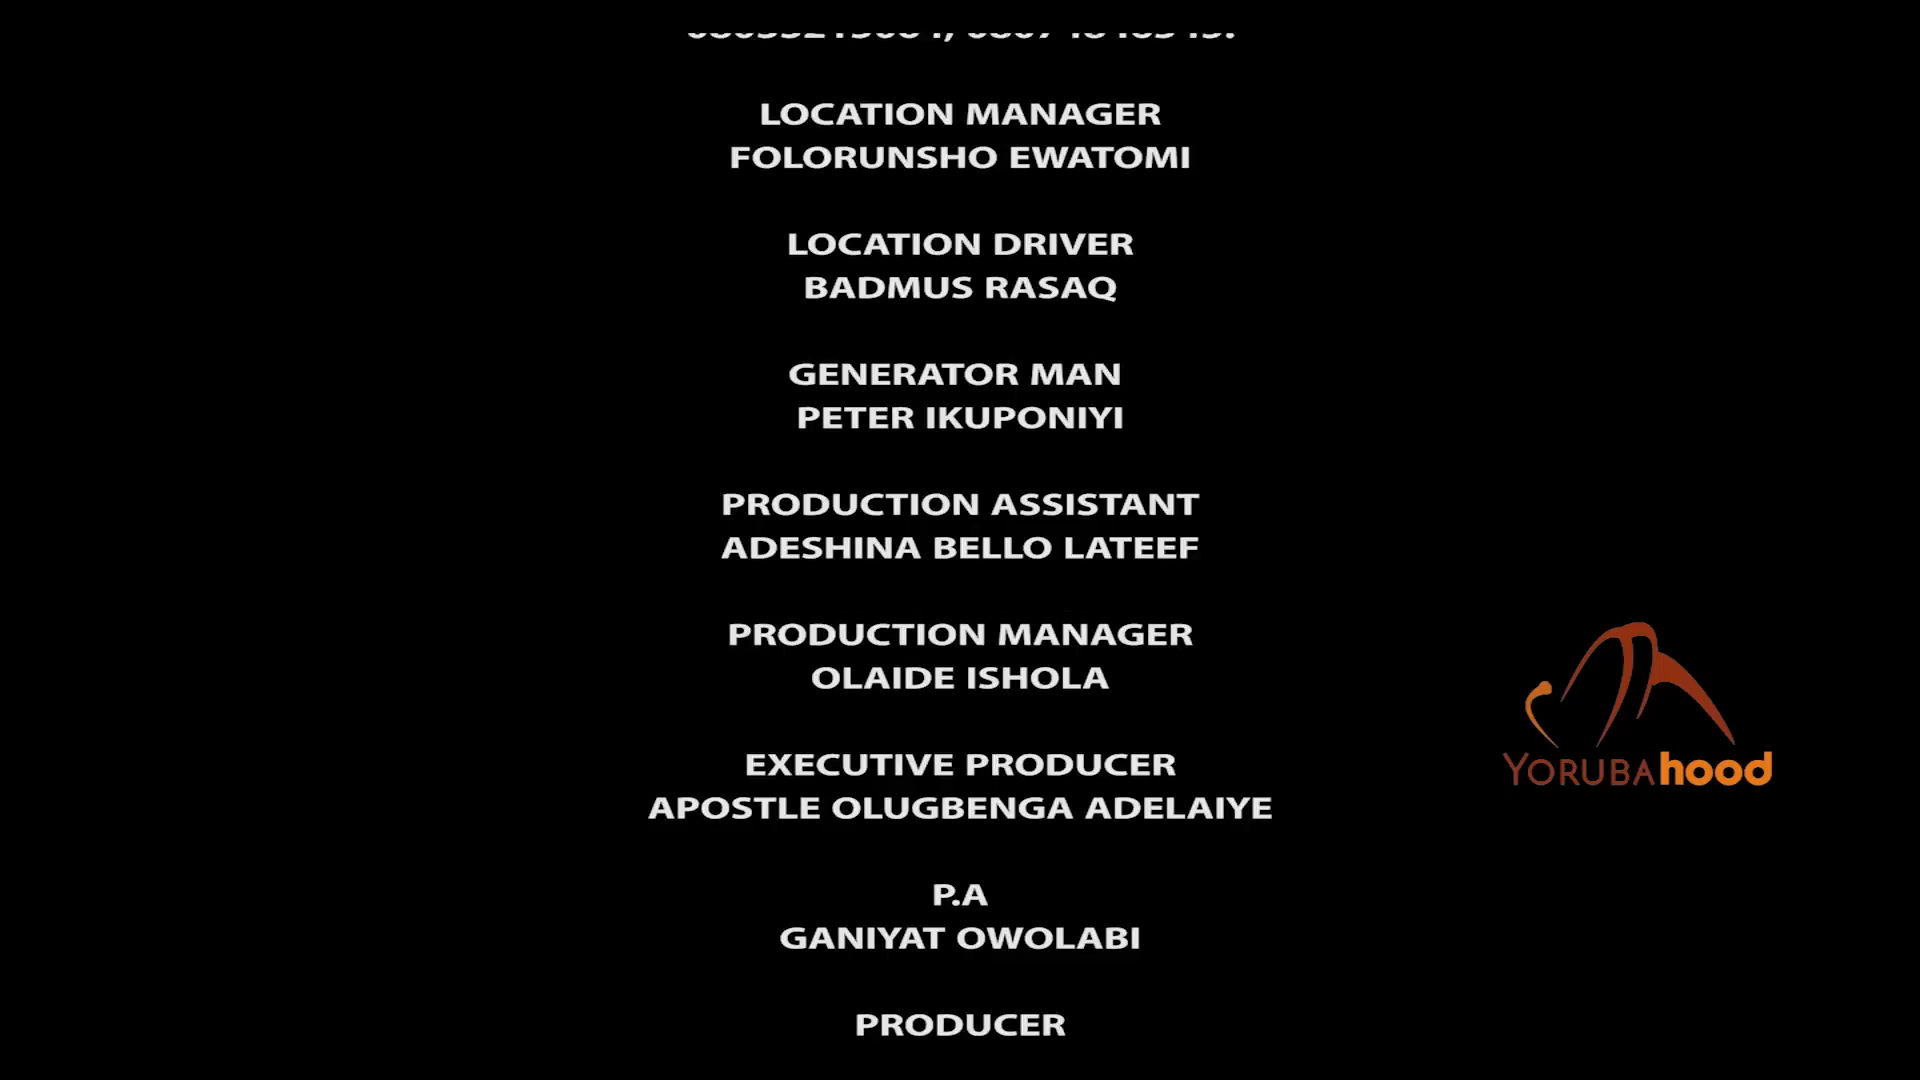 LOCATION MANAGER
FOLORUNSHO EWATOMI
LOCATION DRIVER
BADMUS RASAQ
GENERATOR MAN
PETER IKUPONIYI
PRODUCTION ASSISTANT
ADESHINA BELLO LATEEF
PRODUCTION MANAGER
OLAIDE ISHOLA
EXECUTIVE PRODUCER
APOSTLE OLUGBENGA ADELAIYE
P.A
GANIYAT OWOLABI
PRODUCER
YORUBAhood